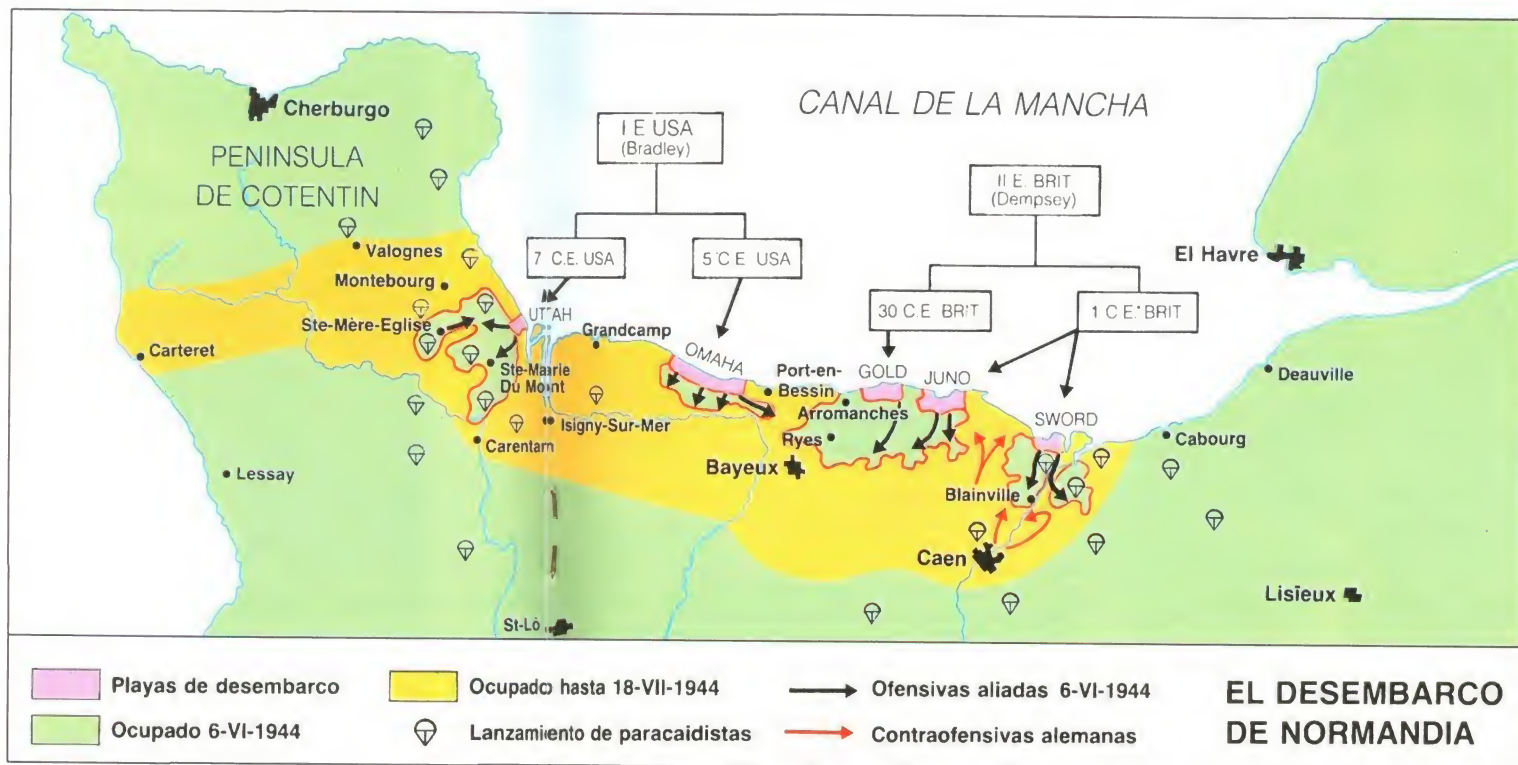 CANAL DE LA MANCHA
Cherburgo
PENINSULA
DE COTENTIN
I E USA
(Bradley)
II E. BRIT
(Dempsey)
7 C.E. USA
5 C E USA
30 C.E BRIT
1 C E. BRIT
El Havre
Valognes
Montebourg
Ste-Mère-Eglise
Carteret
UTAH
Grandcamp
OMAHA
Ste-Marie
Du Moint
Port-en-
Bessin
GOLD
JUNO
Arromanches
SWORD
Deauville
Cabourg
Isigny-Sur-Mer
Carentam
Ryes
Bayeux
Lessay
Blainville
Caen
Lisieux
St-Lò
Playas de desembarco
Ocupado hasta 18-VII-1944
Ofensivas aliadas 6-VI-1944
Ocupado 6-VI-1944
Lanzamiento de paracaidistas
Contraofensivas alemanas
EL DESEMBARCO
DE NORMANDIA